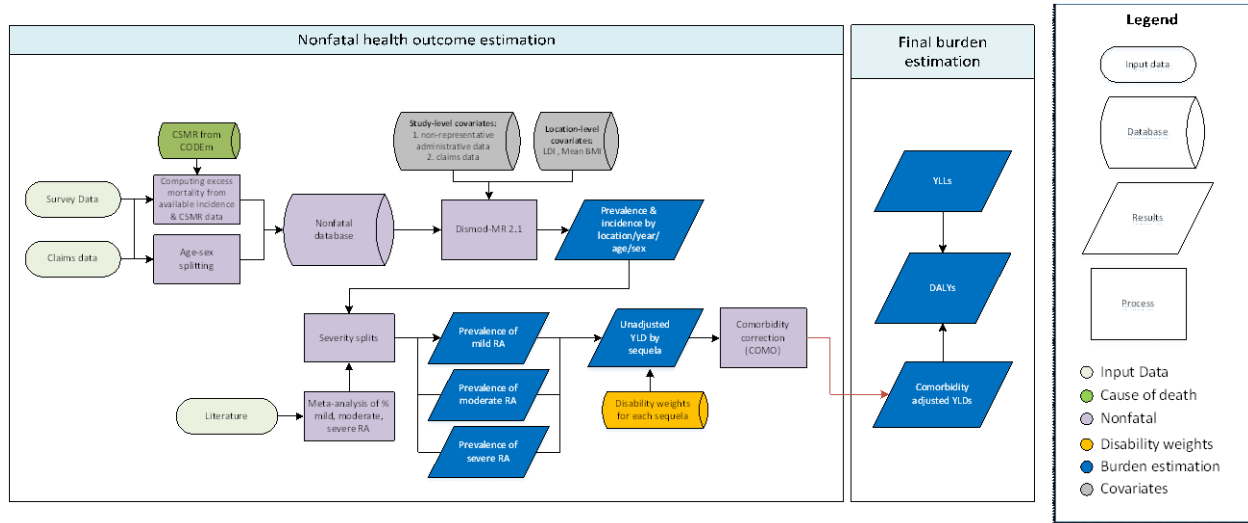 Nonfatal health outcome estimation
Final burden
estimation
Legend
Input data
Database
Results
Process
Input Data
Cause of death
Nonfatal
Disability weights
Burden estimation
Covariates
CSMR from
CODEm
Study-level covariates:
1. non-representative
administrative data
2. claims data
Location-level
covariates:
LDI , Mean BMI
Survey Data
Claims data
Computing excess
mortality from
available incidence
& CSMR data
Age-sex
splitting
Nonfatal
database
Dismod-MR 2.1
Prevalence &
incidence by
location/year/
age/sex
YLLs
DALYs
Severity splits
Prevalence of
mild RA
Unadjusted
YLD by
sequela
Comorbidity
correction
(COMO)
Literature
Meta-analysis of %
mild, moderate,
severe RA
Prevalence of
moderate RA
Prevalence of
severe RA
Disability weights
for each sequela
Comorbidity
adjusted YLDs